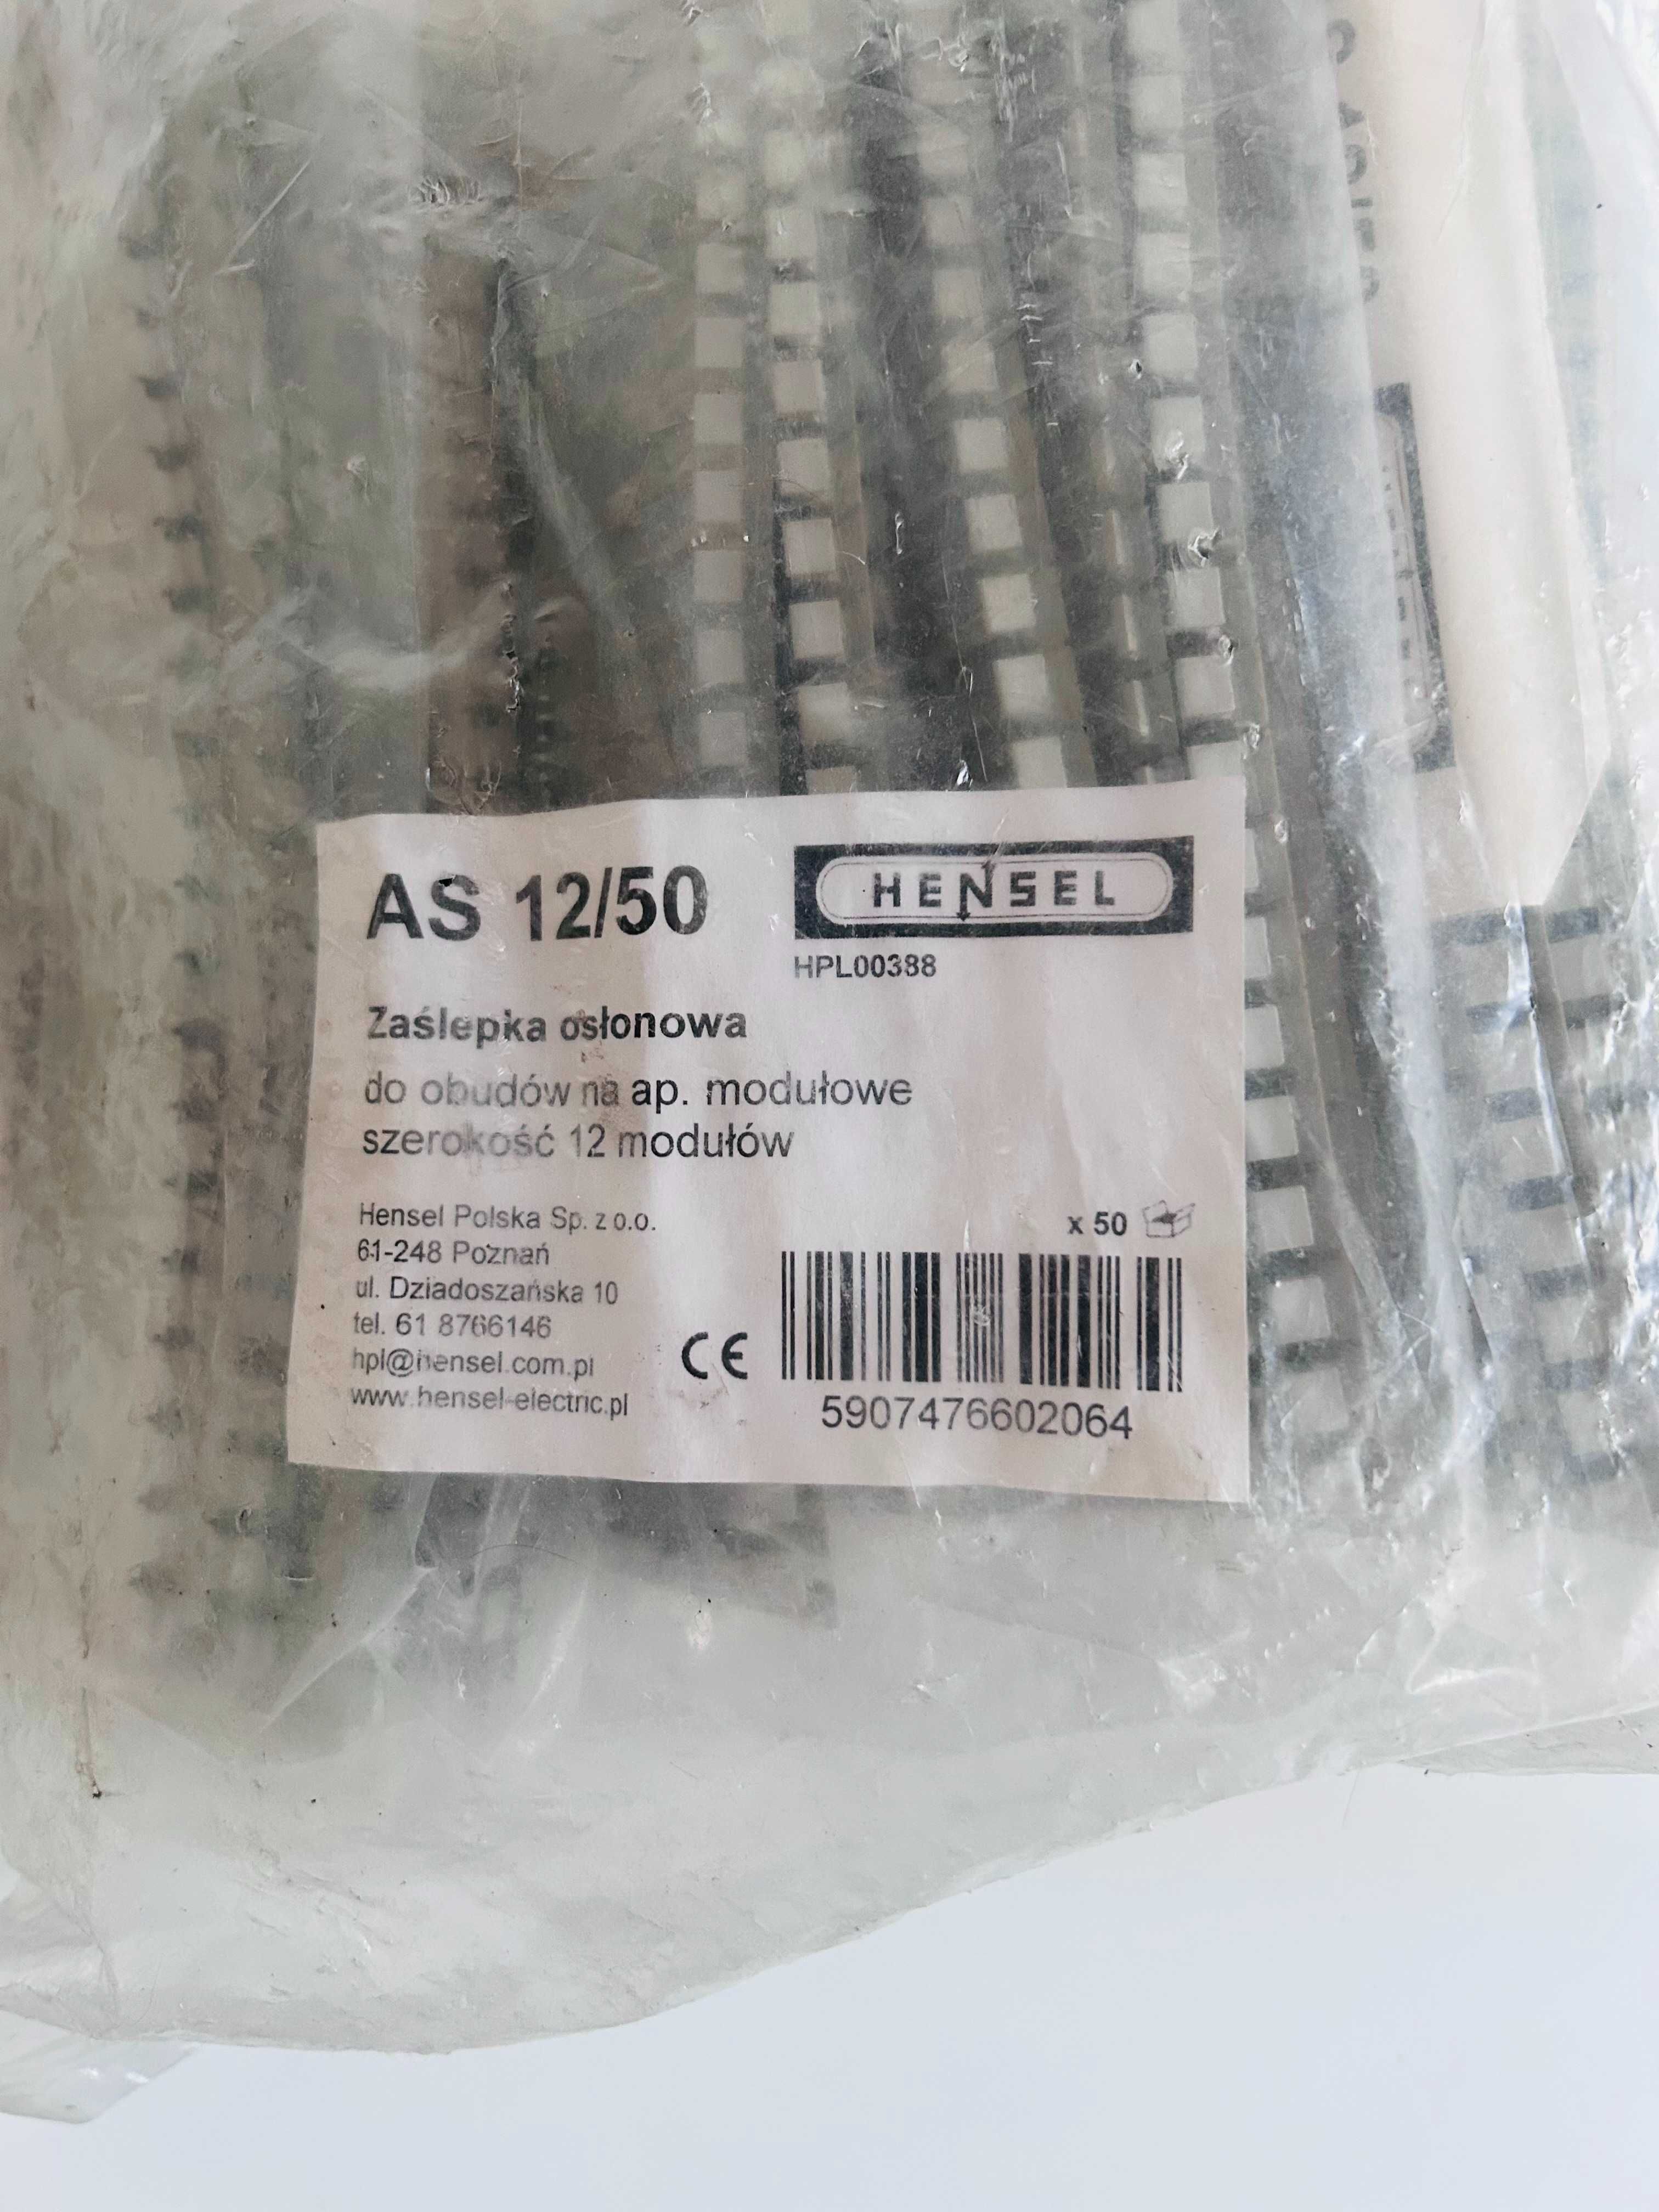 AS 12/50
HENSEL
HPL00388
Zaślepka osłonowa
do obudów na ap. modułowe
szerokość 12 modułów
Hensel Polska Sp. z o.o.
61-248 Poznań
ul. Dziadoszańska 10
tel. 61 8766146
hpl@hensel.com.pl
www.hensel-electric.pl
x 50
CE
5907476602064